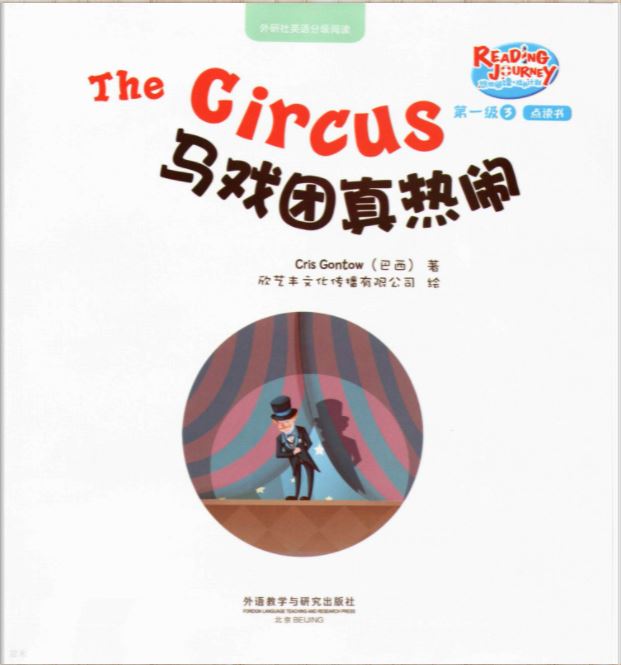 外研社英语分级阅读
READING
JOURNEY
第一级 3 点读书
The Circus
马戏团真热闹
Cris Gontow（巴西） 著
欣艺丰文化传播有限公司 绘
外语教学与研究出版社
FOREIGN LANGUAGE TEACHING AND RESEARCH PRESS
北京 BEIJING